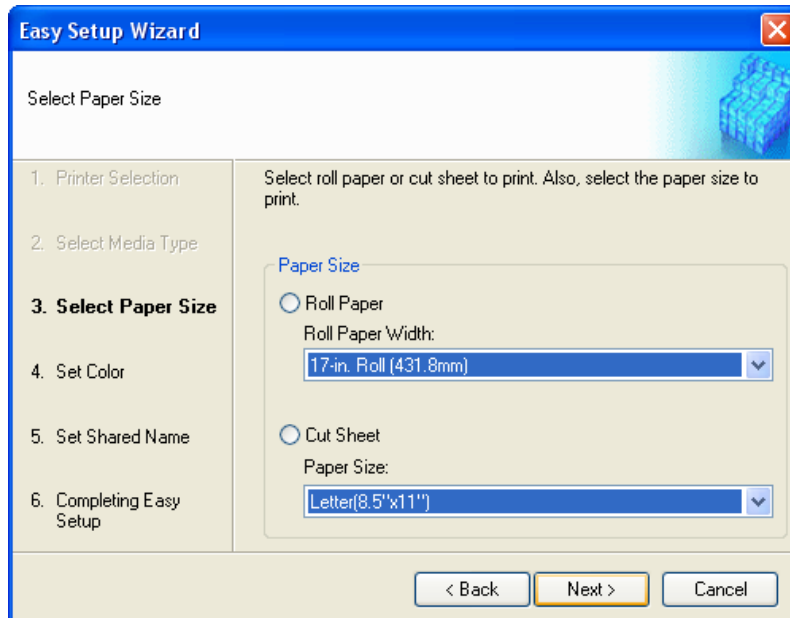 Easy Setup Wizard
Select Paper Size
1. Printer Selection
2. Select Media Type
3. Select Paper Size
4. Set Color
5. Set Shared Name
6. Completing Easy
Setup
Select roll paper or cut sheet to print. Also, select the paper size to
print.
Paper Size
Roll Paper
Roll Paper Width:
17-in. Roll (431.8mm)
Cut Sheet
Paper Size:
Letter(8.5"x11")
< Back
Next >
Cancel